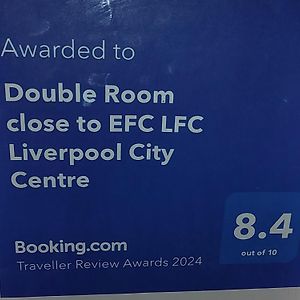 Awarded to
Double Room
close to EFC LFC
Liverpool City
Centre
8.4
out of 10
Booking.com
Traveller Review Awards 2024